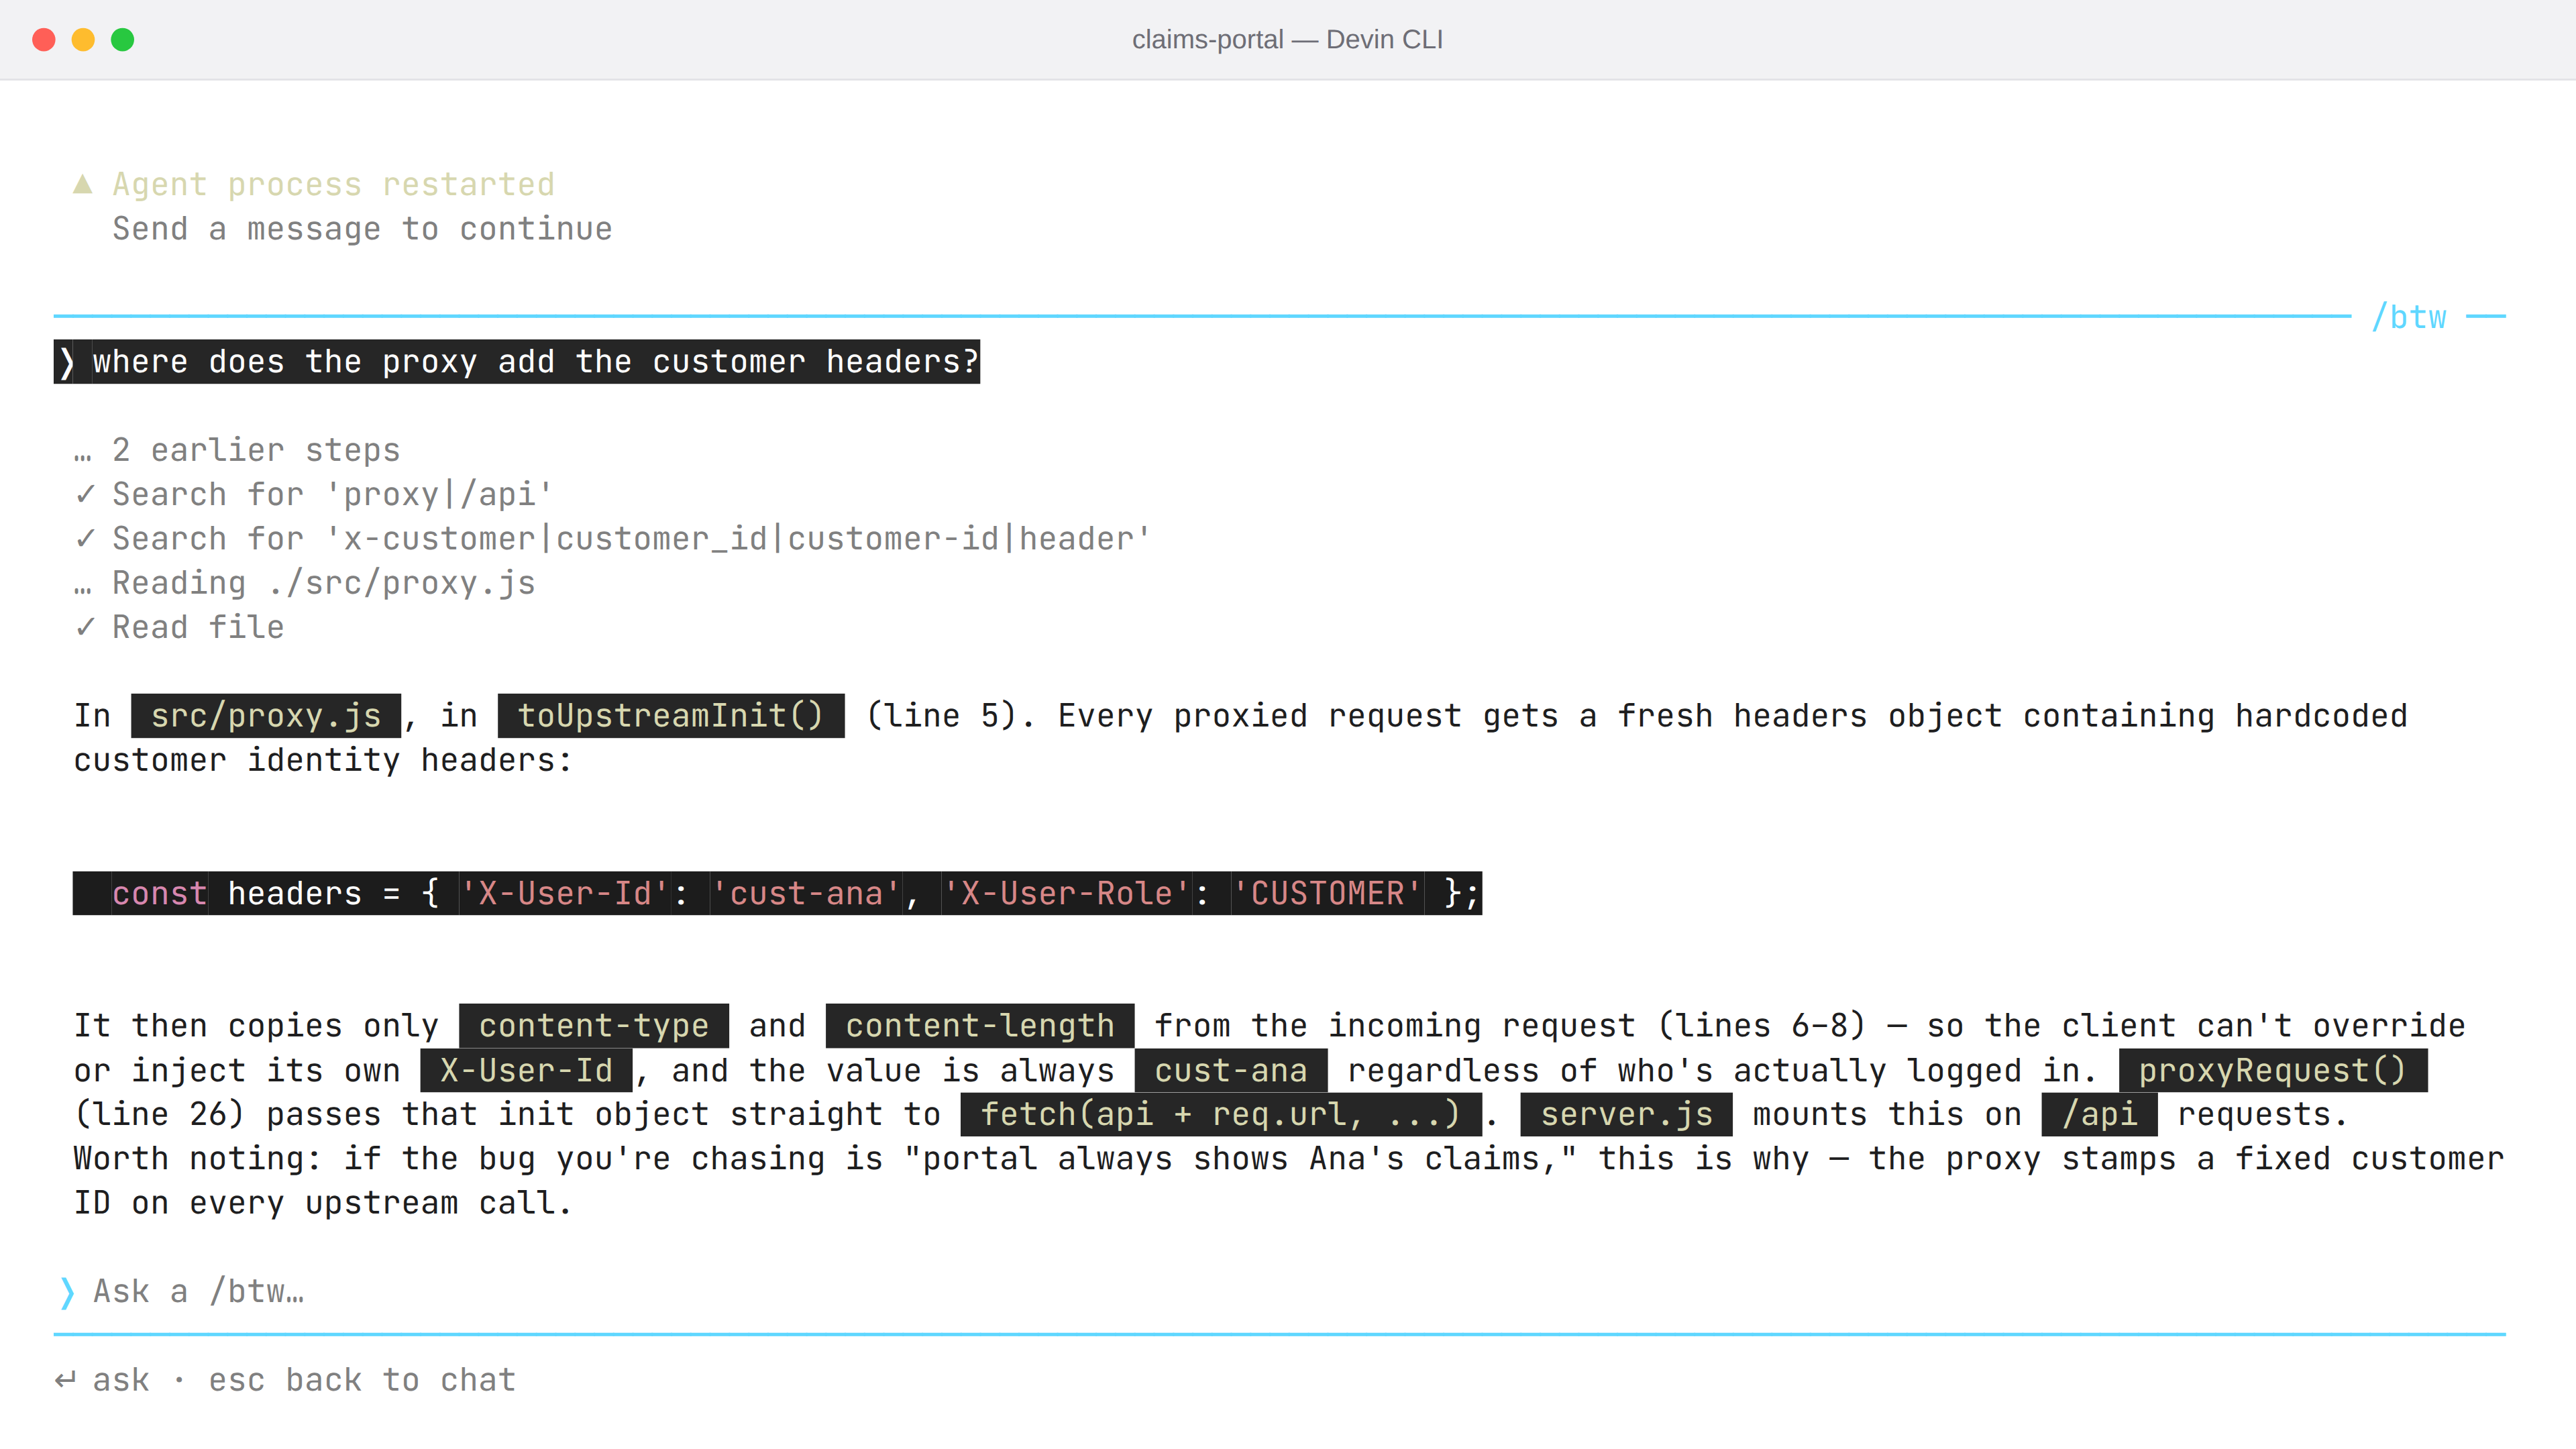 claims-portal — Devin CLI
▲ Agent process restarted
Send a message to continue
/btw
❯ where does the proxy add the customer headers?
… 2 earlier steps
✓ Search for 'proxy|/api'
✓ Search for 'x-customer|customer_id|customer-id|header'
… Reading ./src/proxy.js
✓ Read file
In src/proxy.js, in toUpstreamInit() (line 5). Every proxied request gets a fresh headers object containing hardcoded
customer identity headers:
const headers = { 'X-User-Id': 'cust-ana', 'X-User-Role': 'CUSTOMER' };
It then copies only content-type and content-length from the incoming request (lines 6–8) — so the client can't override
or inject its own X-User-Id, and the value is always cust-ana regardless of who's actually logged in. proxyRequest()
(line 26) passes that init object straight to fetch(api + req.url, ...). server.js mounts this on /api requests.
Worth noting: if the bug you're chasing is "portal always shows Ana's claims," this is why — the proxy stamps a fixed customer
ID on every upstream call.
❯ Ask a /btw…
↵ ask · esc back to chat